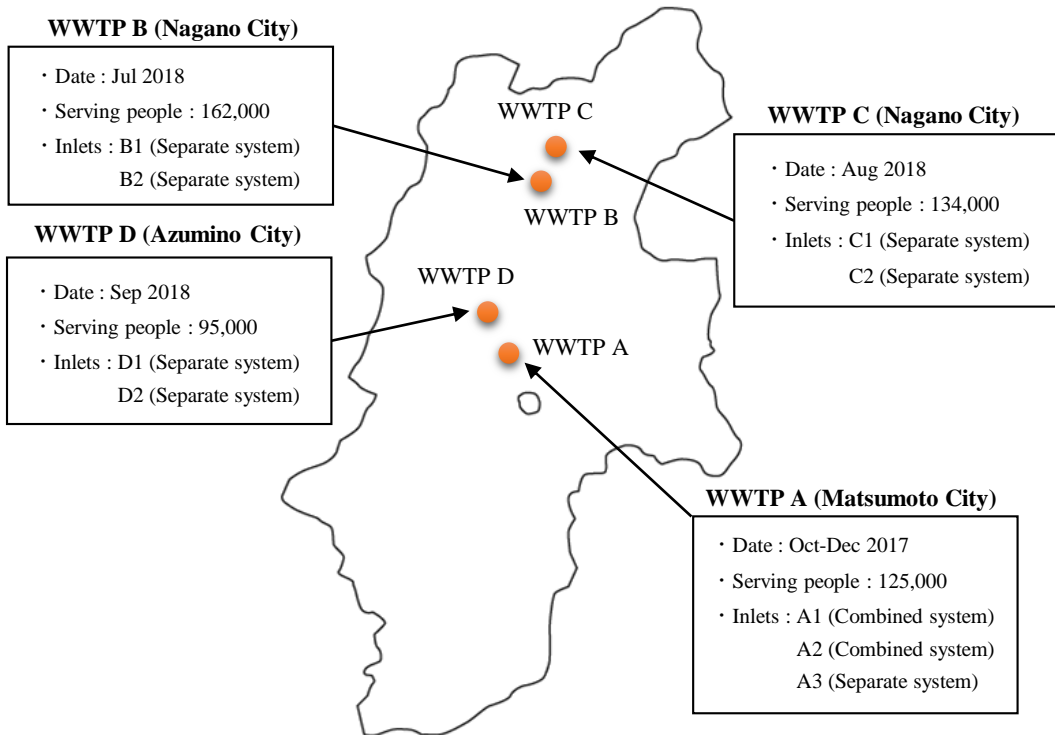 WWTP B (Nagano City)
・Date : Jul 2018
・Serving people : 162,000
・Inlets : B1 (Separate system)
B2 (Separate system)
WWTP C
WWTP B
WWTP C (Nagano City)
・Date : Aug 2018
・Serving people : 134,000
・Inlets : C1 (Separate system)
C2 (Separate system)
WWTP D (Azumino City)
・Date : Sep 2018
・Serving people : 95,000
・Inlets : D1 (Separate system)
D2 (Separate system)
WWTP D
WWTP A
WWTP A (Matsumoto City)
・Date : Oct-Dec 2017
・Serving people : 125,000
・Inlets : A1 (Combined system)
A2 (Combined system)
A3 (Separate system)